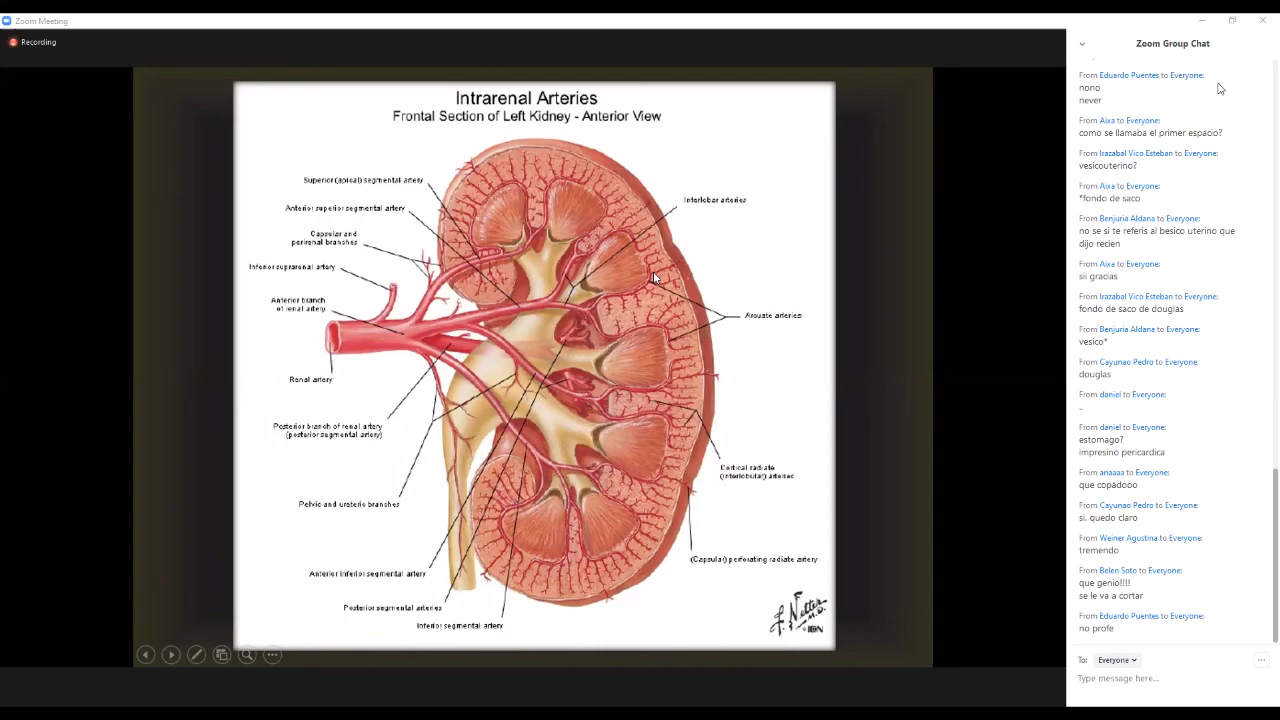 Zoom Meeting
Recording
Intrarenal Arteries
Frontal Section of Left Kidney - Anterior View
Superior (apical) segmental artery
Anterior superior segmental artery
Capsular and
perirenal branches
Inferior suprarenal artery
Anterior branch
of renal artery
Renal artery
Posterior branch of renal artery
(posterior segmental artery)
Pelvic and ureteric branches
Anterior inferior segmental artery
Posterior segmental arteries
Inferior segmental artery
Interlobar arteries
Arcuate arteries
Cortical radiate
(interlobular) arteries
(Capsular) perforating radiate artery
F. Netter
M.D.
Zoom Group Chat
From Eduardo Puentes to Everyone:
nono
never
From Aixa to Everyone:
como se llamaba el primer espacio?
From Irazabal Vico Esteban to Everyone:
vesicouterino?
From Aixa to Everyone:
*fondo de saco
From Benjuria Aldana to Everyone:
no se si te referis al besico uterino que
dijo recien
From Aixa to Everyone:
sii gracias
From Irazabal Vico Esteban to Everyone:
fondo de saco de douglas
From Benjuria Aldana to Everyone:
vesico*
From Cayunao Pedro to Everyone:
douglas
From daniel to Everyone:
_
From daniel to Everyone:
estomago?
impresino pericardica
From anaaaa to Everyone:
que copadooo
From Cayunao Pedro to Everyone:
si, quedo claro
From Weiner Agustina to Everyone:
tremendo
From Belen Soto to Everyone:
que genio!!!!
se le va a cortar
From Eduardo Puentes to Everyone:
no profe
To: Everyone
Type message here...